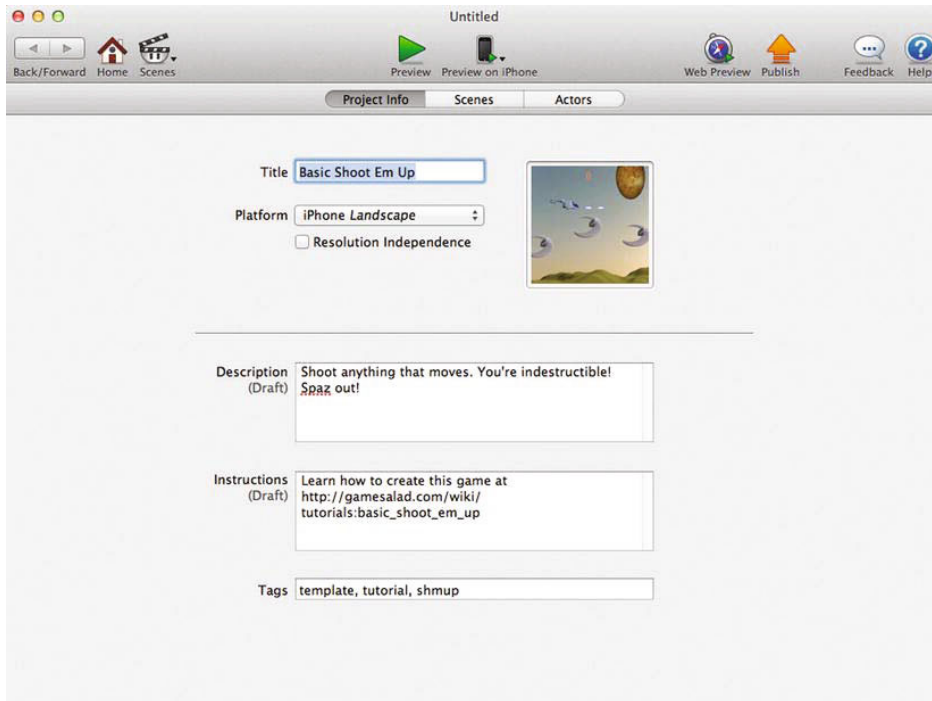 Untitled
Back/Forward Home Scenes Preview Preview on iPhone Web Preview Publish Feedback Help
Project Info Scenes Actors
Title Basic Shoot Em Up
Platform iPhone Landscape
Resolution Independence
Description Shoot anything that moves. You're indestructible!
(Draft) Spaz out!
Instructions Learn how to create this game at
(Draft) http://gamesalad.com/wiki/
tutorials:basic_shoot_em_up
Tags template, tutorial, shmup